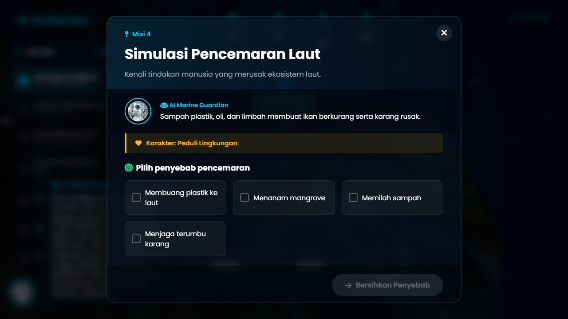 Misi 4
Simulasi Pencemaran Laut
Kenali tindakan manusia yang merusak ekosistem laut.
AI Marine Guardian
Sampah plastik, oli, dan limbah membuat ikan berkurang serta karang rusak.
Karakter: Peduli Lingkungan
Pilih penyebab pencemaran
Membuang plastik ke
laut
Menanam mangrove
Memilah sampah
Menjaga terumbu
karang
Bersihkan Penyebab